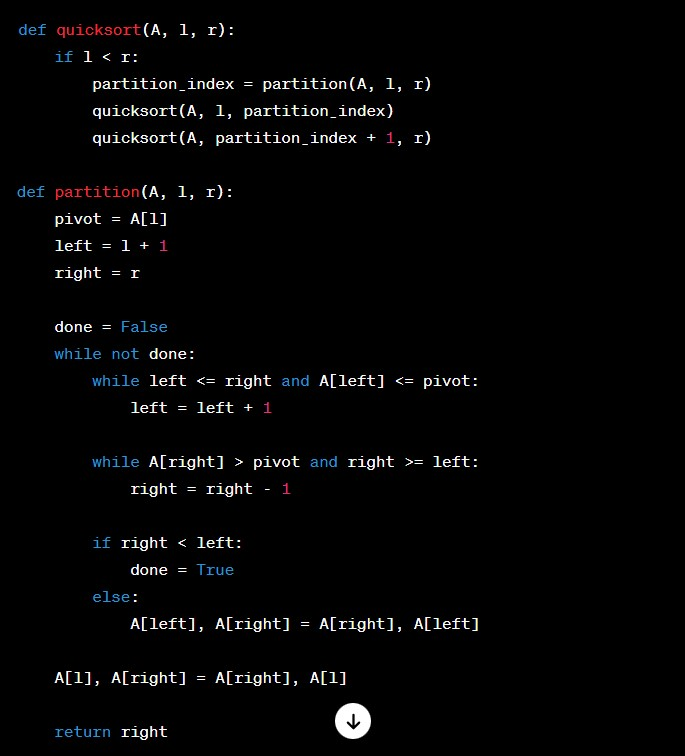 def quicksort(A, l, r):
    if l < r:
        partition_index = partition(A, l, r)
        quicksort(A, l, partition_index)
        quicksort(A, partition_index + 1, r)

def partition(A, l, r):
    pivot = A[l]
    left = l + 1
    right = r

    done = False
    while not done:
        while left <= right and A[left] <= pivot:
            left = left + 1

        while A[right] > pivot and right >= left:
            right = right - 1

        if right < left:
            done = True
        else:
            A[left], A[right] = A[right], A[left]

    A[l], A[right] = A[right], A[l]

    return right